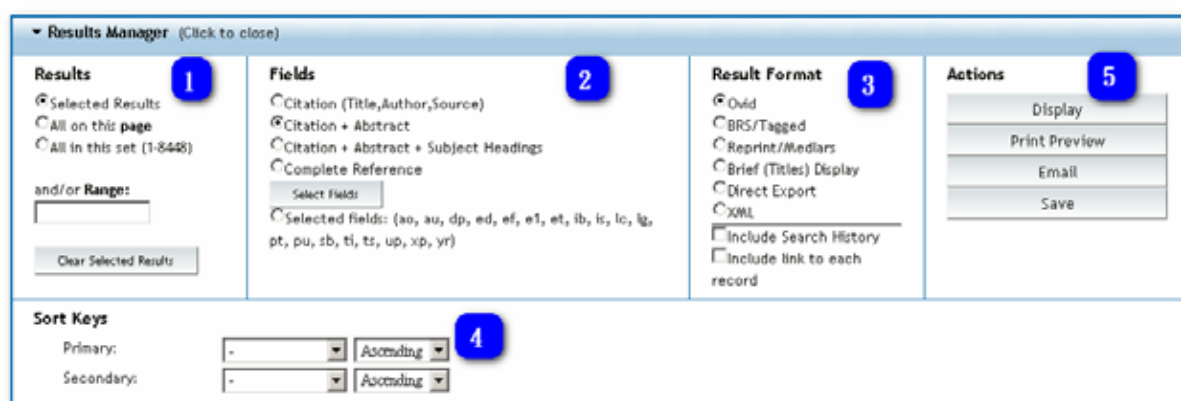 ▾ Results Manager (Click to close)
Results
1
Selected Results
All on this page
All in this set (1-8448)
and/or Range:
Clear Selected Results
Fields
2
Citation (Title,Author,Source)
Citation + Abstract
Citation + Abstract + Subject Headings
Complete Reference
Select Fields
Selected fields: (ao, au, dp, ed, ef, e1, et, ib, is, lc, lg,
pt, pu, sb, ti, ts, up, xp, yr)
Result Format
3
Ovid
BRS/Tagged
Reprint/Medlars
Brief (Titles) Display
Direct Export
XML
Include Search History
Include link to each
record
Actions
5
Display
Print Preview
Email
Save
Sort Keys
4
Primary: - Ascending
Secondary: - Ascending